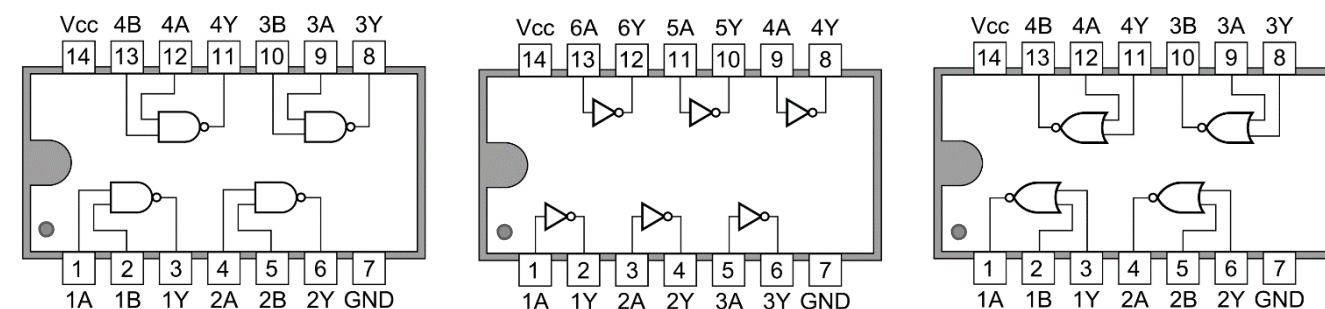 Vcc 4B 4A 4Y 3B 3A 3Y
14 13 12 11 10 9 8
1 2 3 4 5 6 7
1A 1B 1Y 2A 2B 2Y GND
Vcc 6A 6Y 5A 5Y 4A 4Y
14 13 12 11 10 9 8
1 2 3 4 5 6 7
1A 1Y 2A 2Y 3A 3Y GND
Vcc 4B 4A 4Y 3B 3A 3Y
14 13 12 11 10 9 8
1 2 3 4 5 6 7
1A 1B 1Y 2A 2B 2Y GND